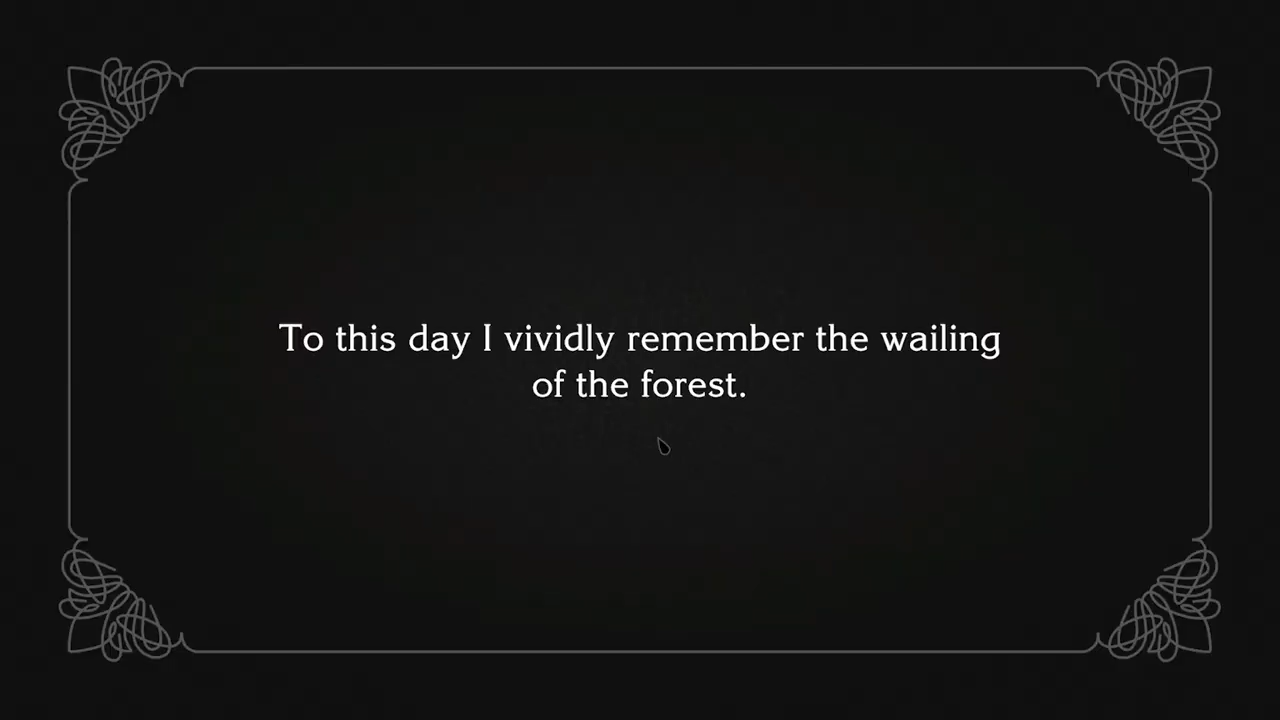 To this day I vividly remember the wailing
of the forest.